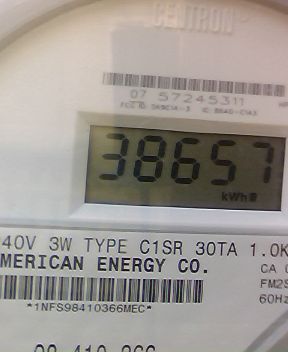 CENTRON
07 57245311
38657
kWh
40V 3W TYPE C1SR 30TA 1.0K
MERICAN ENERGY CO.
CA 0
FM2S
60Hz
*1NFS98410366MEC*